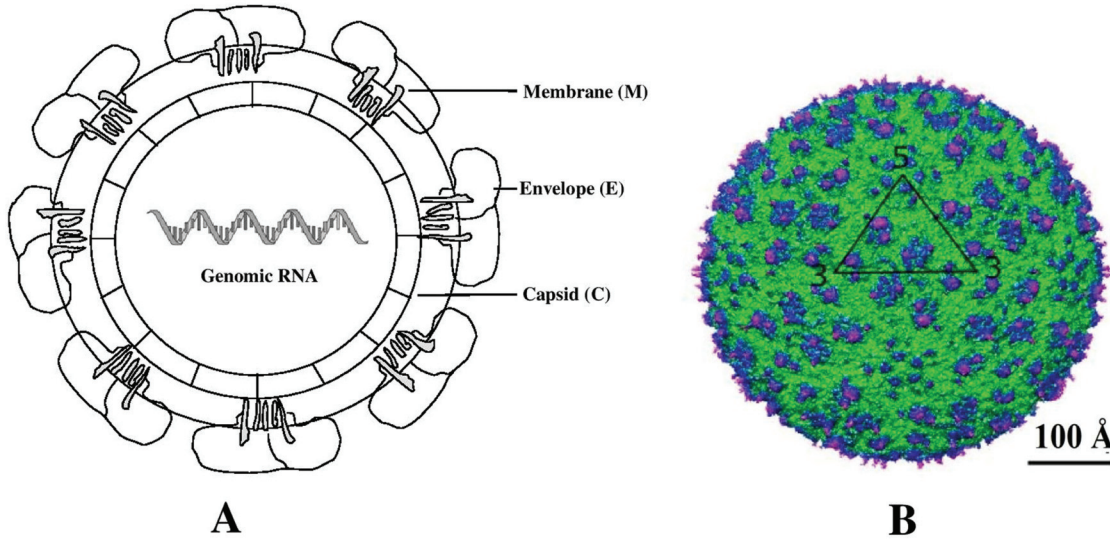 Membrane (M)
Envelope (E)
Genomic RNA
Capsid (C)
A
5
3 3
100 Å
B